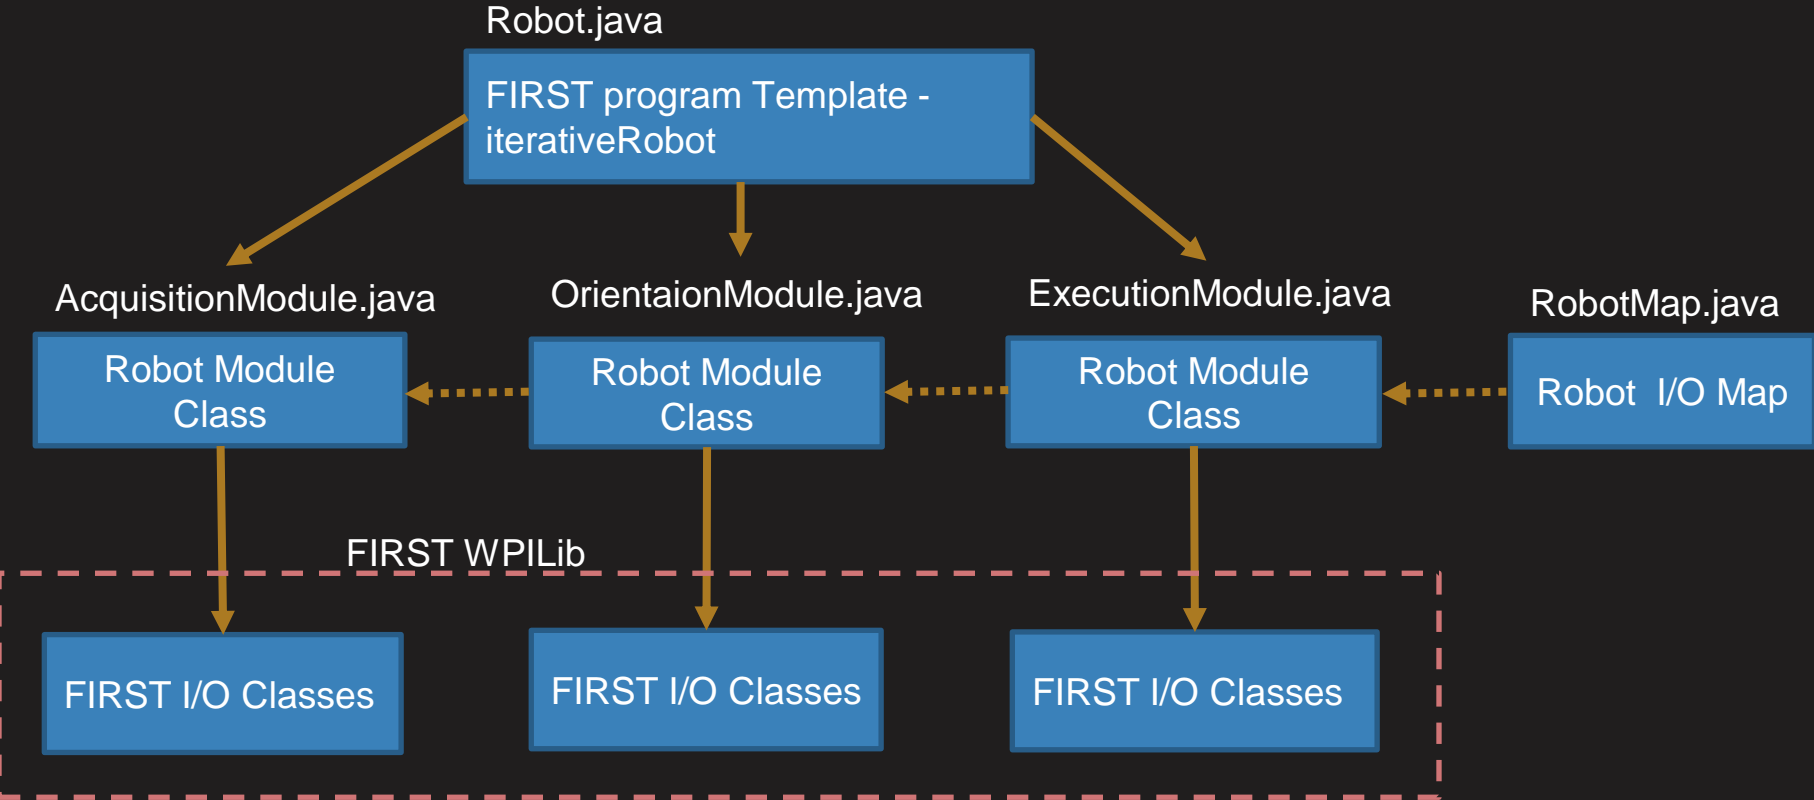 Robot.java
FIRST program Template -
iterativeRobot
AcquisitionModule.java
OrientaionModule.java
ExecutionModule.java
RobotMap.java
Robot Module
Class
Robot Module
Class
Robot Module
Class
Robot I/O Map
FIRST WPILib
FIRST I/O Classes
FIRST I/O Classes
FIRST I/O Classes